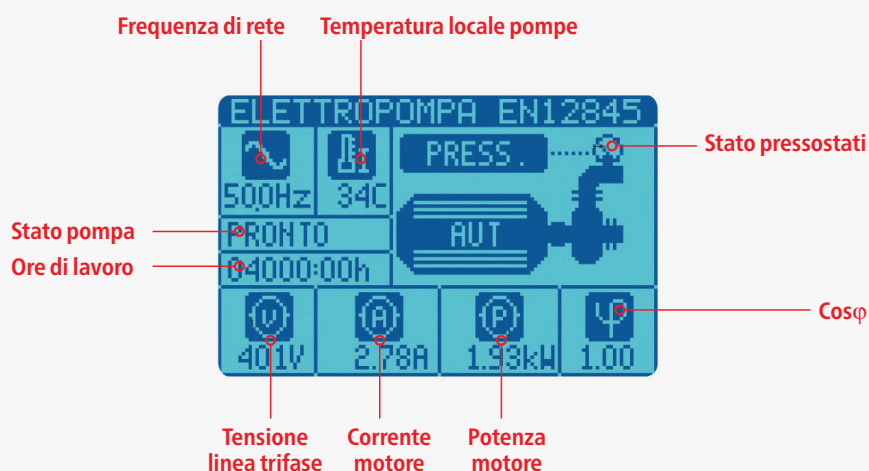 Frequenza di rete
Temperatura locale pompe
ELETTROPOMPA EN12845
PRESS.
Stato pressostati
50.0Hz
34C
Stato pompa
PRONTO
AUT
Ore di lavoro
04000:00h
V
A
P
φ
Cosφ
401V
2.78A
1.93kW
1.00
Tensione
linea trifase
Corrente
motore
Potenza
motore